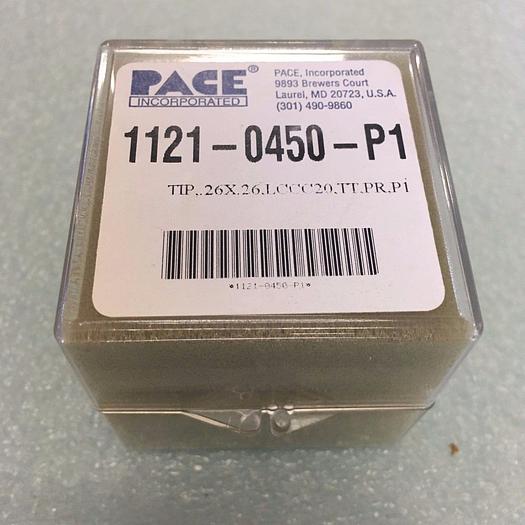 PACE®
INCORPORATED
PACE, Incorporated
9893 Brewers Court
Laurel, MD 20723, U.S.A.
(301) 490-9860
1121-0450-P1
TIP,.26X.26,LCCC20,TT,PR,P1
*1121-0450-P1*